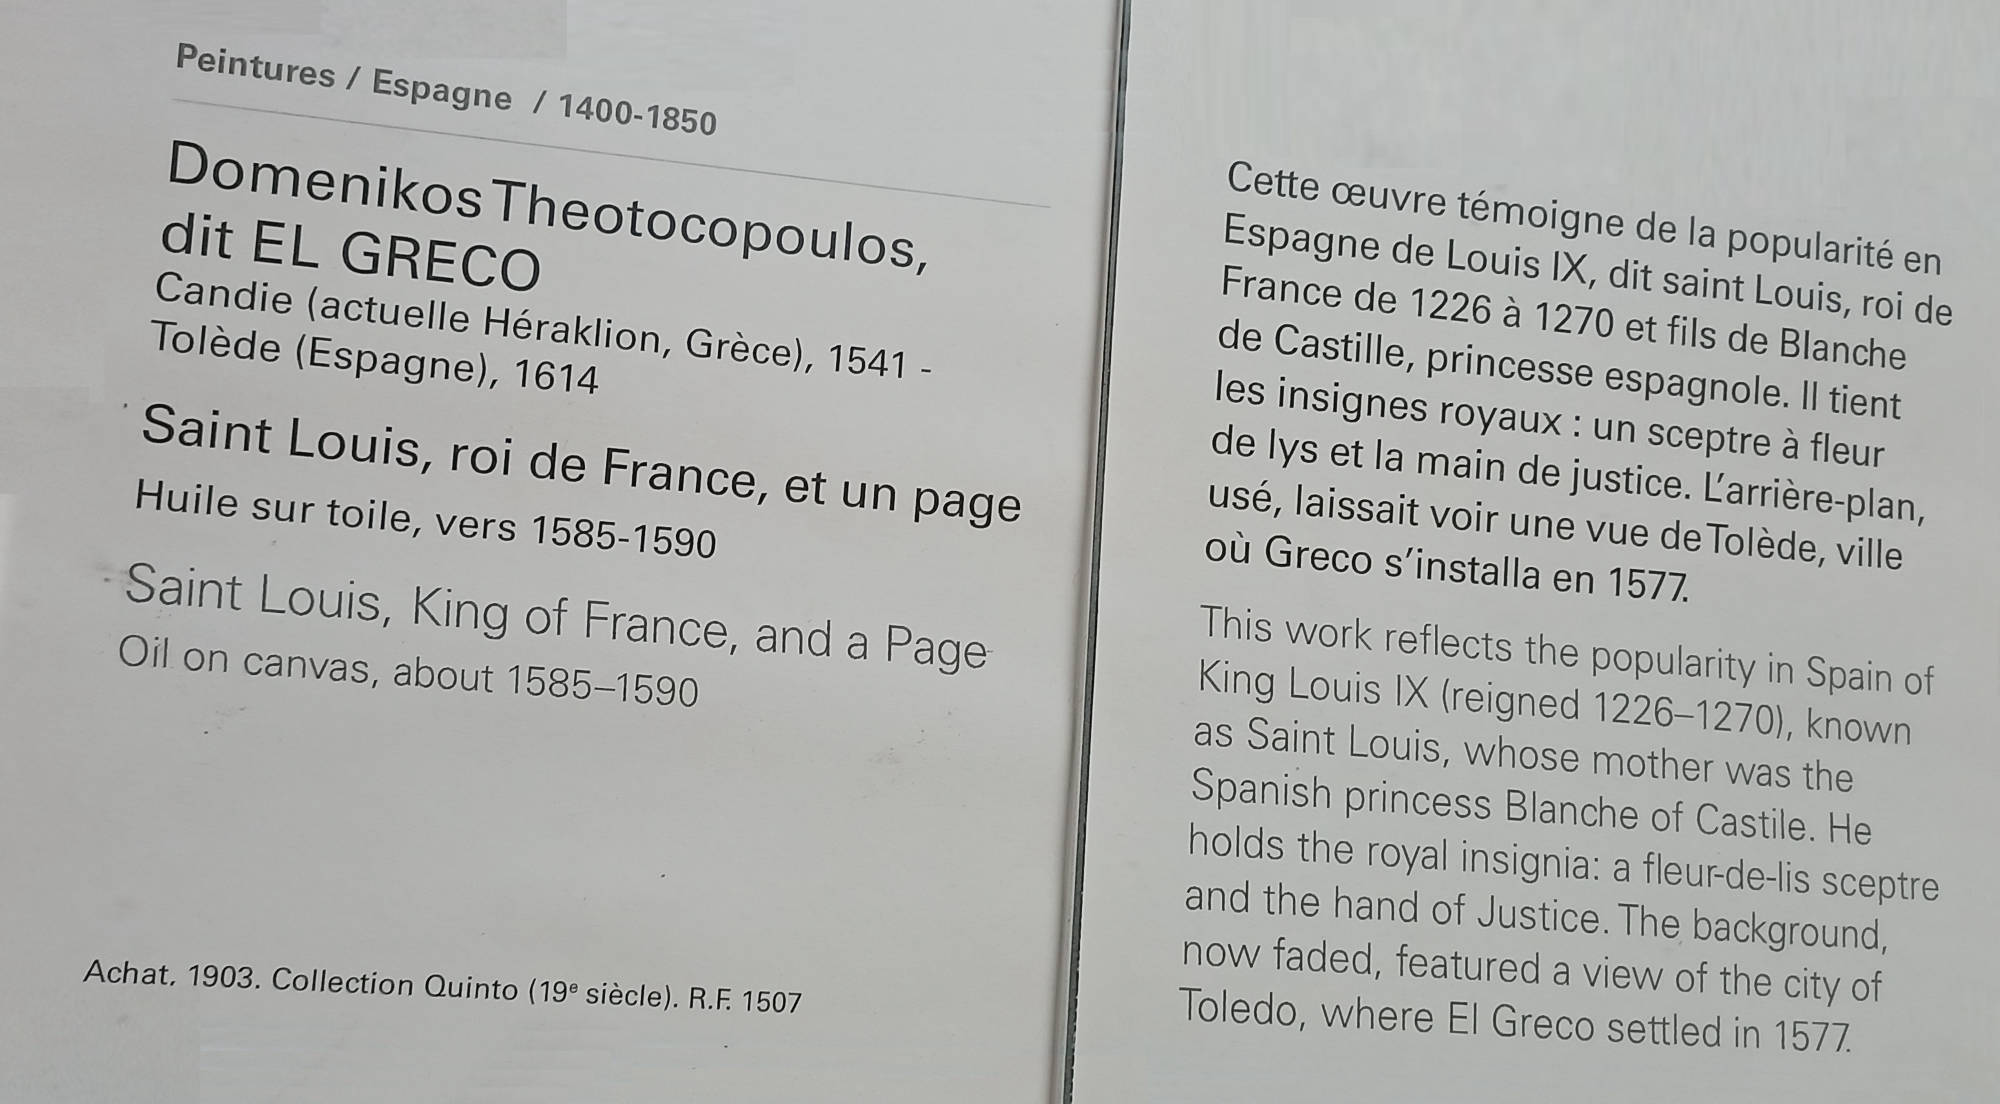 Peintures / Espagne / 1400-1850
Domenikos Theotocopoulos,
dit EL GRECO
Candie (actuelle Héraklion, Grèce), 1541 -
Tolède (Espagne), 1614
Saint Louis, roi de France, et un page
Huile sur toile, vers 1585-1590
Saint Louis, King of France, and a Page
Oil on canvas, about 1585–1590
Achat, 1903. Collection Quinto (19e siècle). R.F. 1507
Cette œuvre témoigne de la popularité en
Espagne de Louis IX, dit saint Louis, roi de
France de 1226 à 1270 et fils de Blanche
de Castille, princesse espagnole. Il tient
les insignes royaux : un sceptre à fleur
de lys et la main de justice. L'arrière-plan,
usé, laissait voir une vue de Tolède, ville
où Greco s'installa en 1577.
This work reflects the popularity in Spain of
King Louis IX (reigned 1226–1270), known
as Saint Louis, whose mother was the
Spanish princess Blanche of Castile. He
holds the royal insignia: a fleur-de-lis sceptre
and the hand of Justice. The background,
now faded, featured a view of the city of
Toledo, where El Greco settled in 1577.